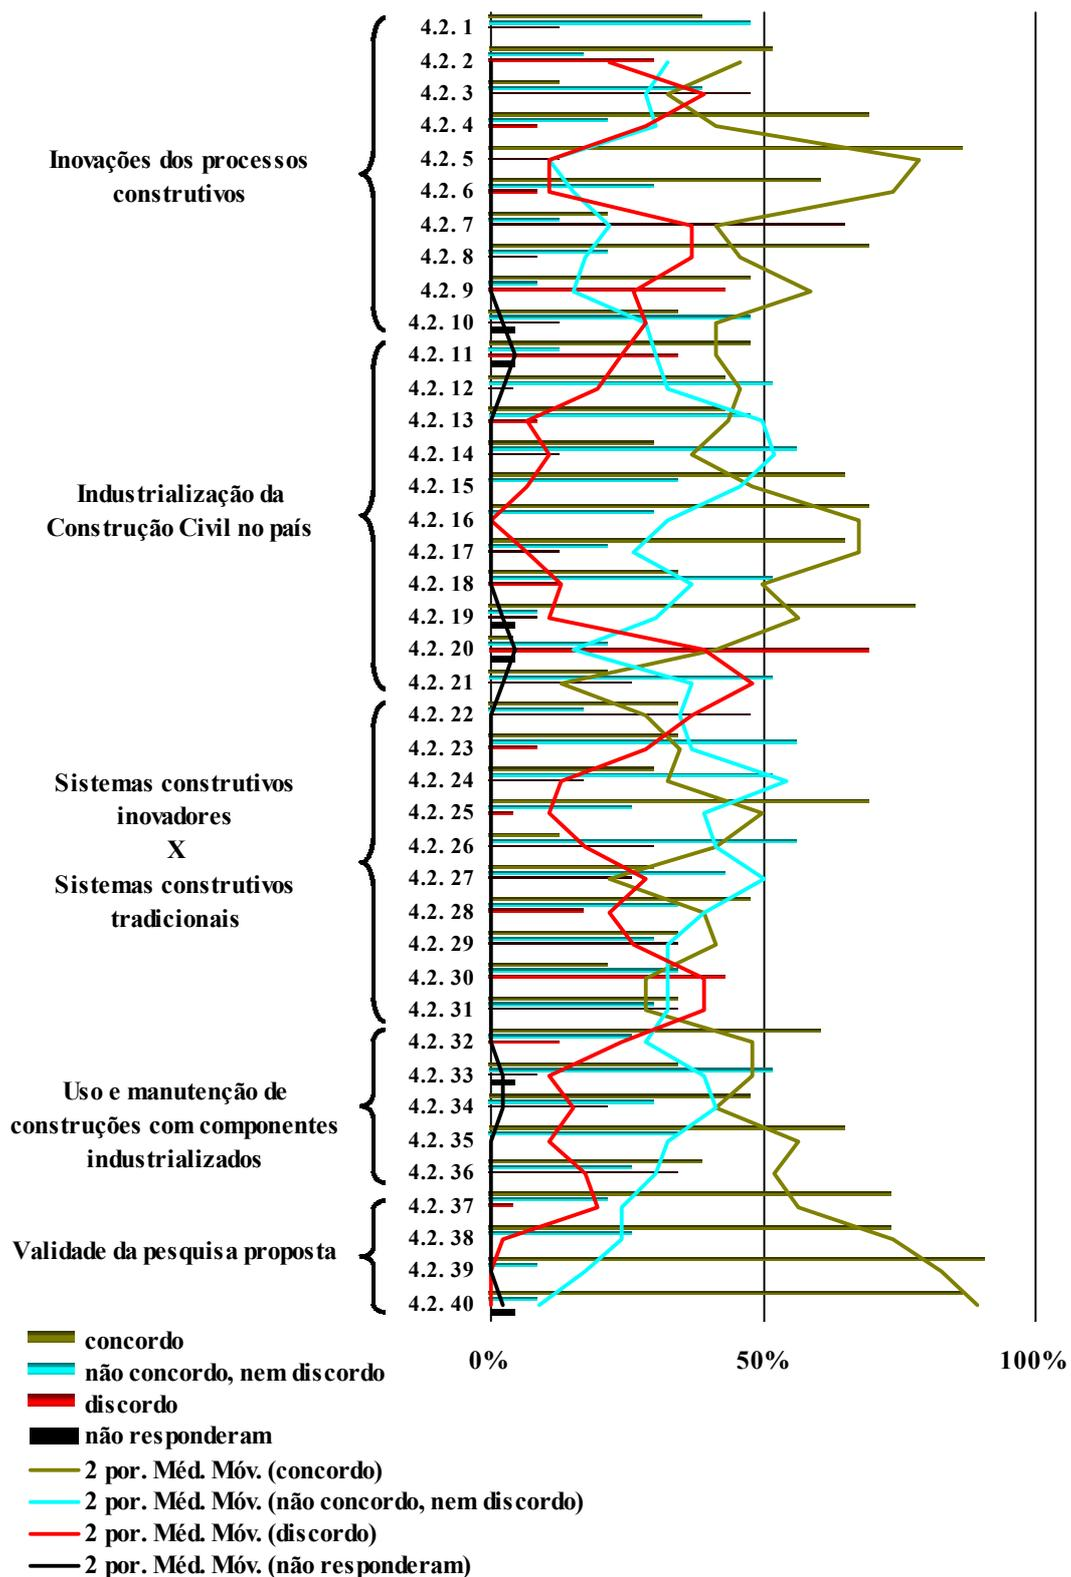 4.2. 1
4.2. 2
4.2. 3
4.2. 4
Inovações dos processos
construtivos
4.2. 5
4.2. 6
4.2. 7
4.2. 8
4.2. 9
4.2. 10
4.2. 11
4.2. 12
4.2. 13
4.2. 14
Industrialização da
Construção Civil no país
4.2. 15
4.2. 16
4.2. 17
4.2. 18
4.2. 19
4.2. 20
4.2. 21
4.2. 22
4.2. 23
4.2. 24
Sistemas construtivos
inovadores
X
Sistemas construtivos
tradicionais
4.2. 25
4.2. 26
4.2. 27
4.2. 28
4.2. 29
4.2. 30
4.2. 31
4.2. 32
4.2. 33
4.2. 34
Uso e manutenção de
construções com componentes
industrializados
4.2. 35
4.2. 36
4.2. 37
4.2. 38
Validade da pesquisa proposta
4.2. 39
4.2. 40
0% 50% 100%
concordo
não concordo, nem discordo
discordo
não responderam
2 por. Méd. Móv. (concordo)
2 por. Méd. Móv. (não concordo, nem discordo)
2 por. Méd. Móv. (discordo)
2 por. Méd. Móv. (não responderam)